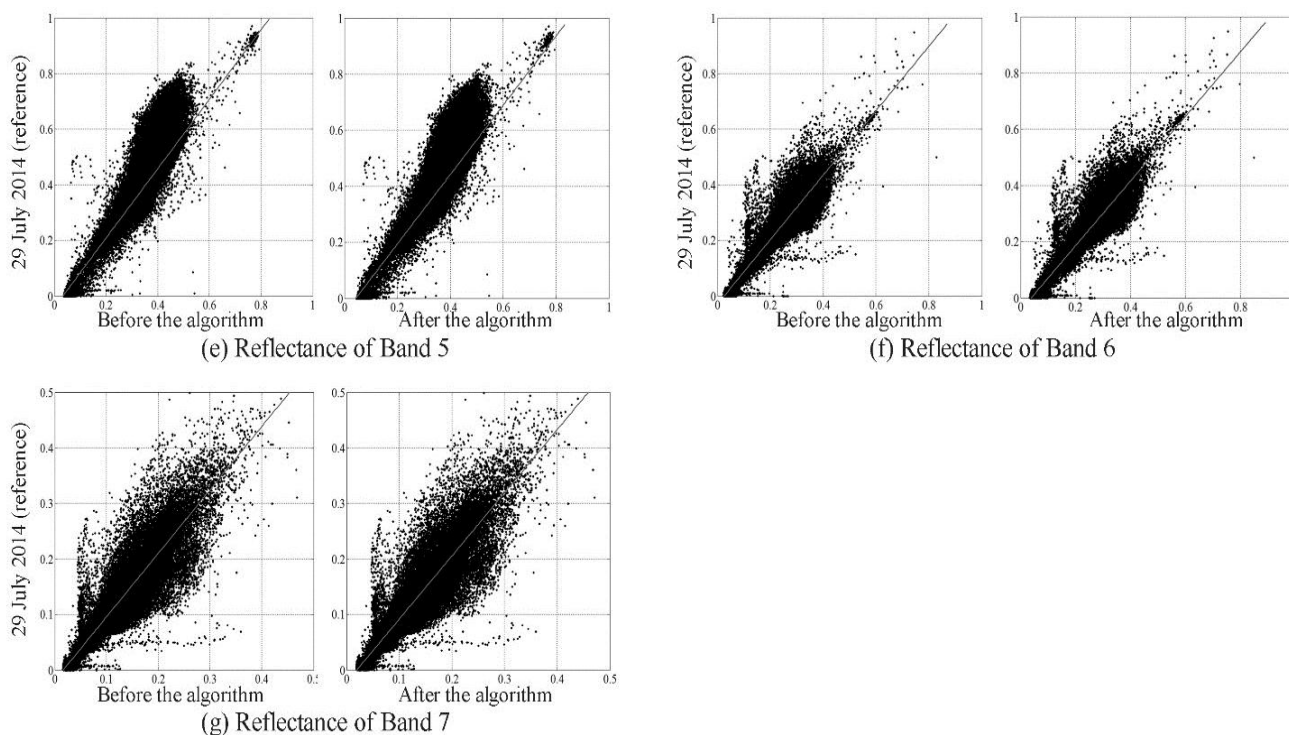 29 July 2014 (reference)
1
0.8
0.6
0.4
0.2
0
0 0.2 0.4 0.6 0.8 1
Before the algorithm
1
0.8
0.6
0.4
0.2
0
0 0.2 0.4 0.6 0.8 1
After the algorithm
(e) Reflectance of Band 5
29 July 2014 (reference)
1
0.8
0.6
0.4
0.2
0
0 0.2 0.4 0.6 0.8 1
Before the algorithm
1
0.8
0.6
0.4
0.2
0
0 0.2 0.4 0.6 0.8 1
After the algorithm
(f) Reflectance of Band 6
29 July 2014 (reference)
0.5
0.4
0.3
0.2
0.1
0
0 0.1 0.2 0.3 0.4 0.5
Before the algorithm
0.5
0.4
0.3
0.2
0.1
0
0 0.1 0.2 0.3 0.4 0.5
After the algorithm
(g) Reflectance of Band 7